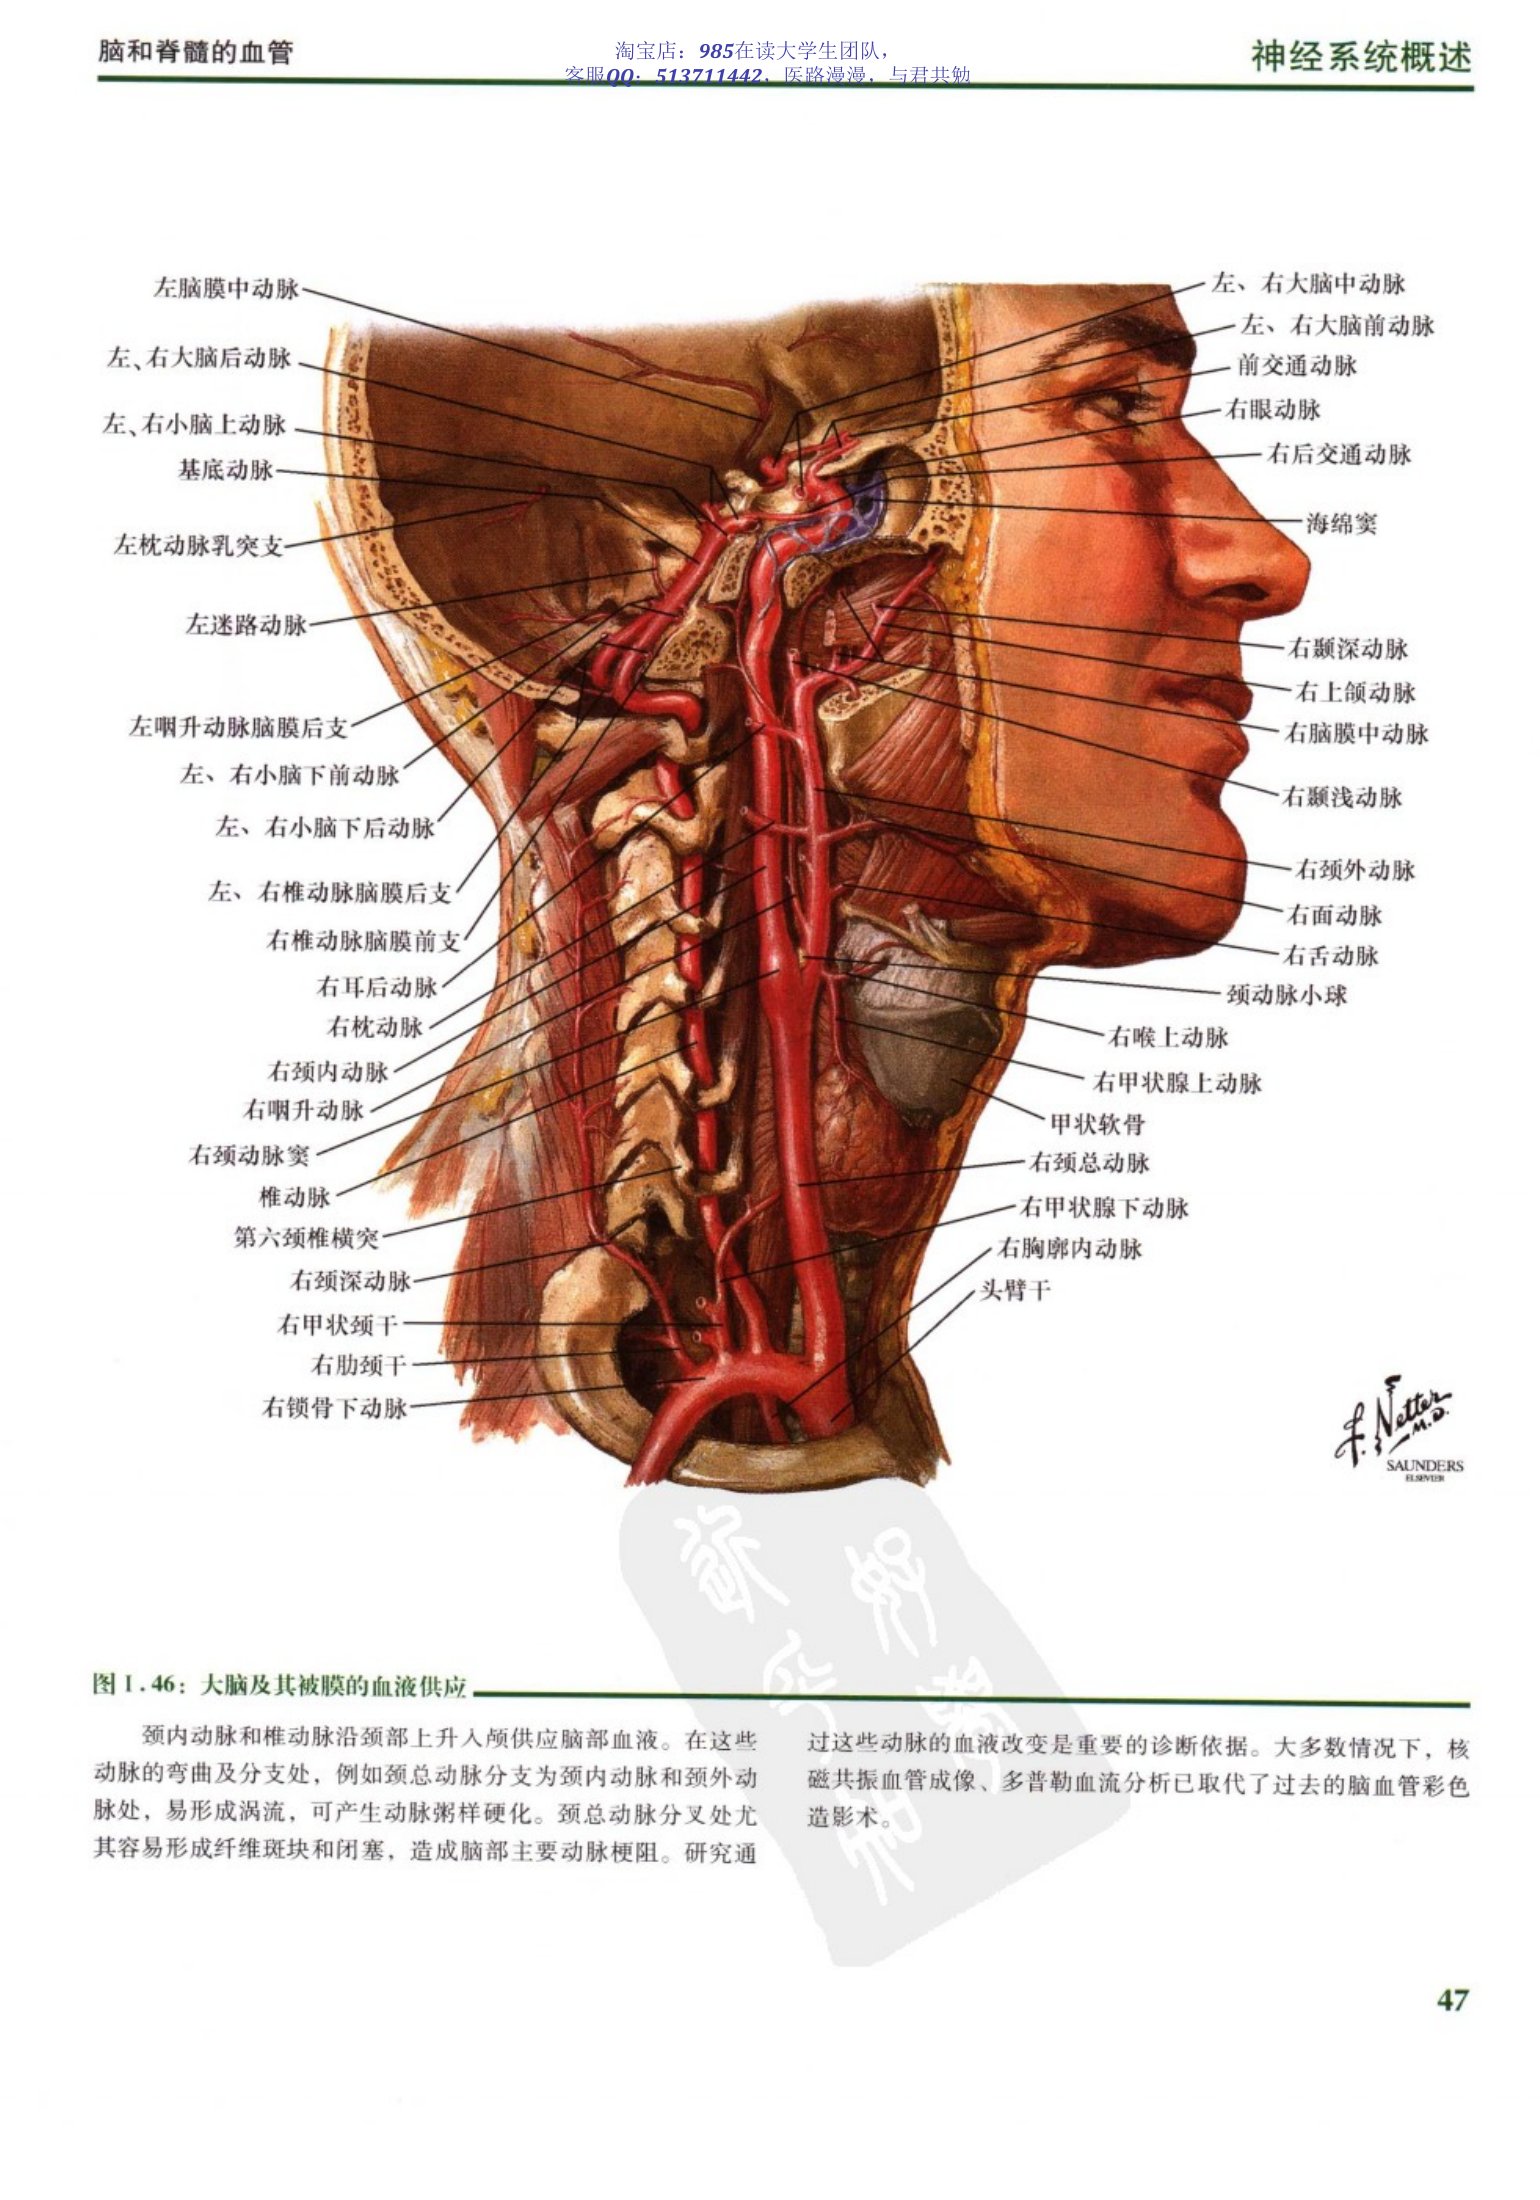 脑和脊髓的血管
淘宝店：985在读大学生团队，
客服QQ：513711442，医路漫漫，与君共勉
神经系统概述
左脑膜中动脉
左、右大脑后动脉
左、右小脑上动脉
基底动脉
左枕动脉乳突支
左迷路动脉
左咽升动脉脑膜后支
左、右小脑下前动脉
左、右小脑下后动脉
左、右椎动脉脑膜后支
右椎动脉脑膜前支
右耳后动脉
右枕动脉
右颈内动脉
右咽升动脉
右颈动脉窦
椎动脉
第六颈椎横突
右颈深动脉
右甲状颈干
右肋颈干
右锁骨下动脉
左、右大脑中动脉
左、右大脑前动脉
前交通动脉
右眼动脉
右后交通动脉
海绵窦
右颞深动脉
右上颌动脉
右脑膜中动脉
右颞浅动脉
右颈外动脉
右面动脉
右舌动脉
颈动脉小球
右喉上动脉
右甲状腺上动脉
甲状软骨
右颈总动脉
右甲状腺下动脉
右胸廓内动脉
头臂干
F. Netter
M.D.
SAUNDERS
ELSEVIER
图 I . 46：大脑及其被膜的血液供应
颈内动脉和椎动脉沿颈部上升入颅供应脑部血液。在这些
动脉的弯曲及分支处，例如颈总动脉分支为颈内动脉和颈外动
脉处，易形成涡流，可产生动脉粥样硬化。颈总动脉分叉处尤
其容易形成纤维斑块和闭塞，造成脑部主要动脉梗阻。研究通
过这些动脉的血液改变是重要的诊断依据。大多数情况下，核
磁共振血管成像、多普勒血流分析已取代了过去的脑血管彩色
造影术。
47